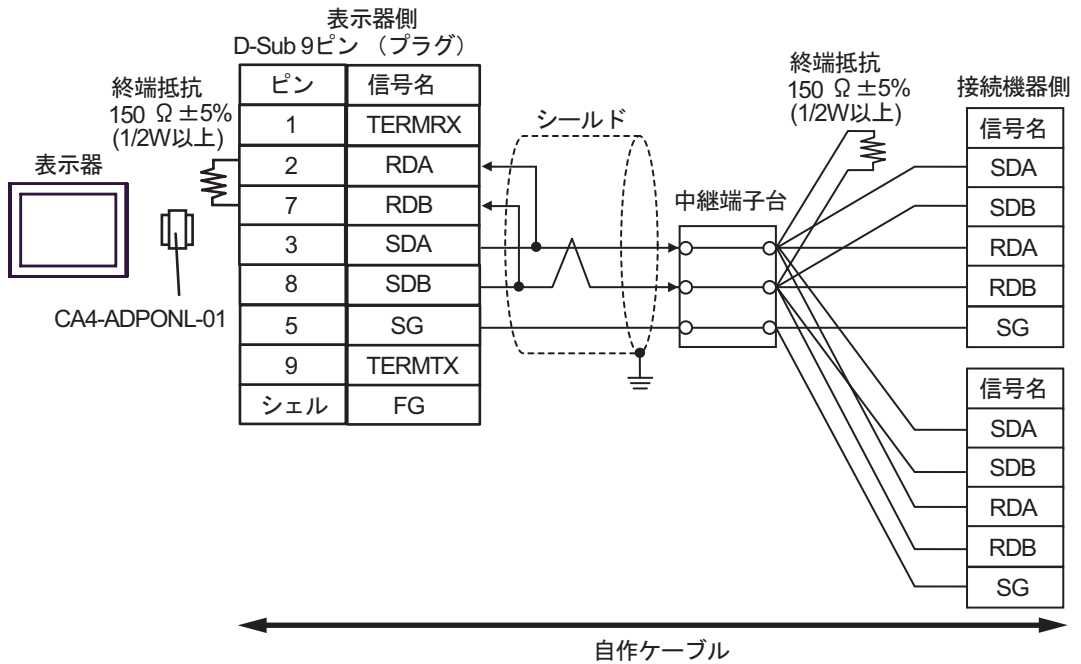 表示器側
D-Sub 9ピン （プラグ）
終端抵抗
150 Ω ±5%
(1/2W以上)
表示器
CA4-ADPONL-01
ピン 信号名
1 TERMRX
2 RDA
7 RDB
3 SDA
8 SDB
5 SG
9 TERMTX
シェル FG
シールド
中継端子台
終端抵抗
150 Ω ±5%
(1/2W以上)
接続機器側
信号名
SDA
SDB
RDA
RDB
SG
信号名
SDA
SDB
RDA
RDB
SG
自作ケーブル